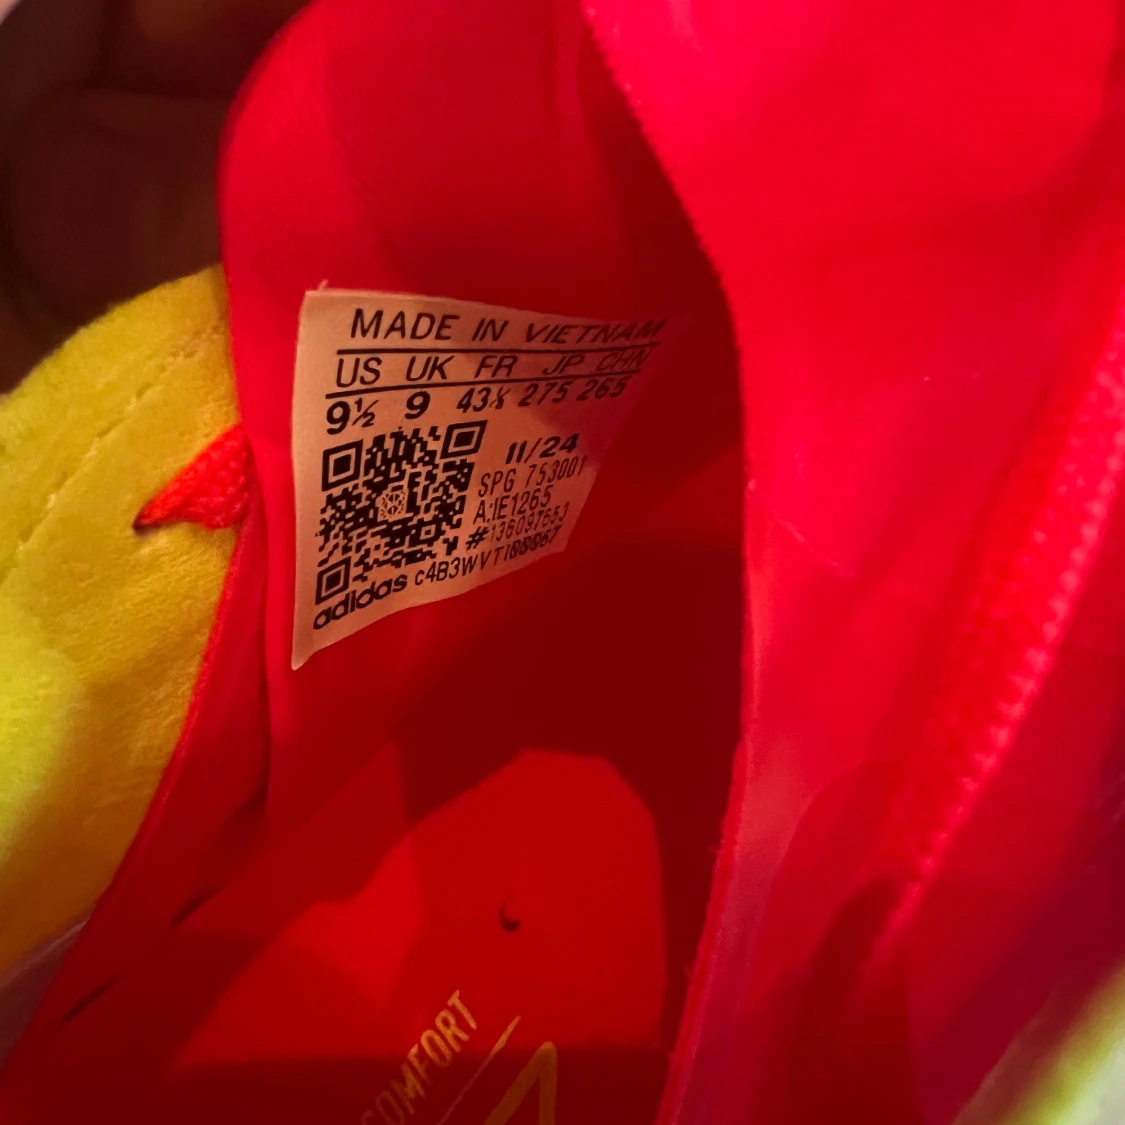 MADE IN VIETNAM
US UK FR JP CHN
9½ 9 43⅓ 275 265
11/24
SPG 753001
A:IE1265
#136097653
adidas
COMFORT